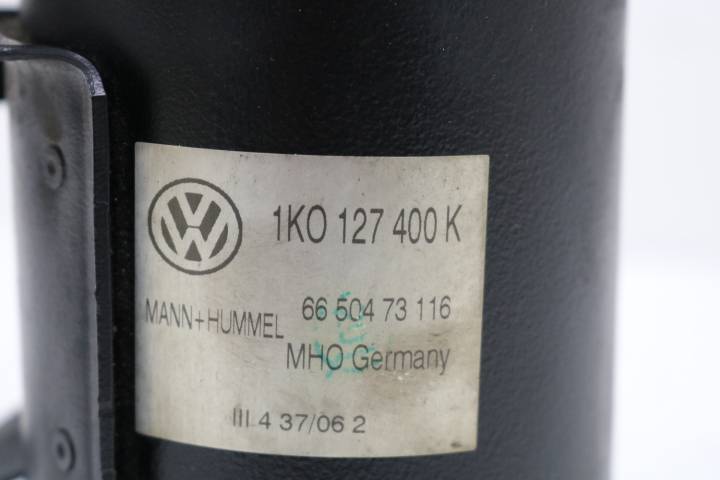 1KO 127 400 K
MANN+HUMMEL
66 504 73 116
MHO Germany
III 4 37/06 2